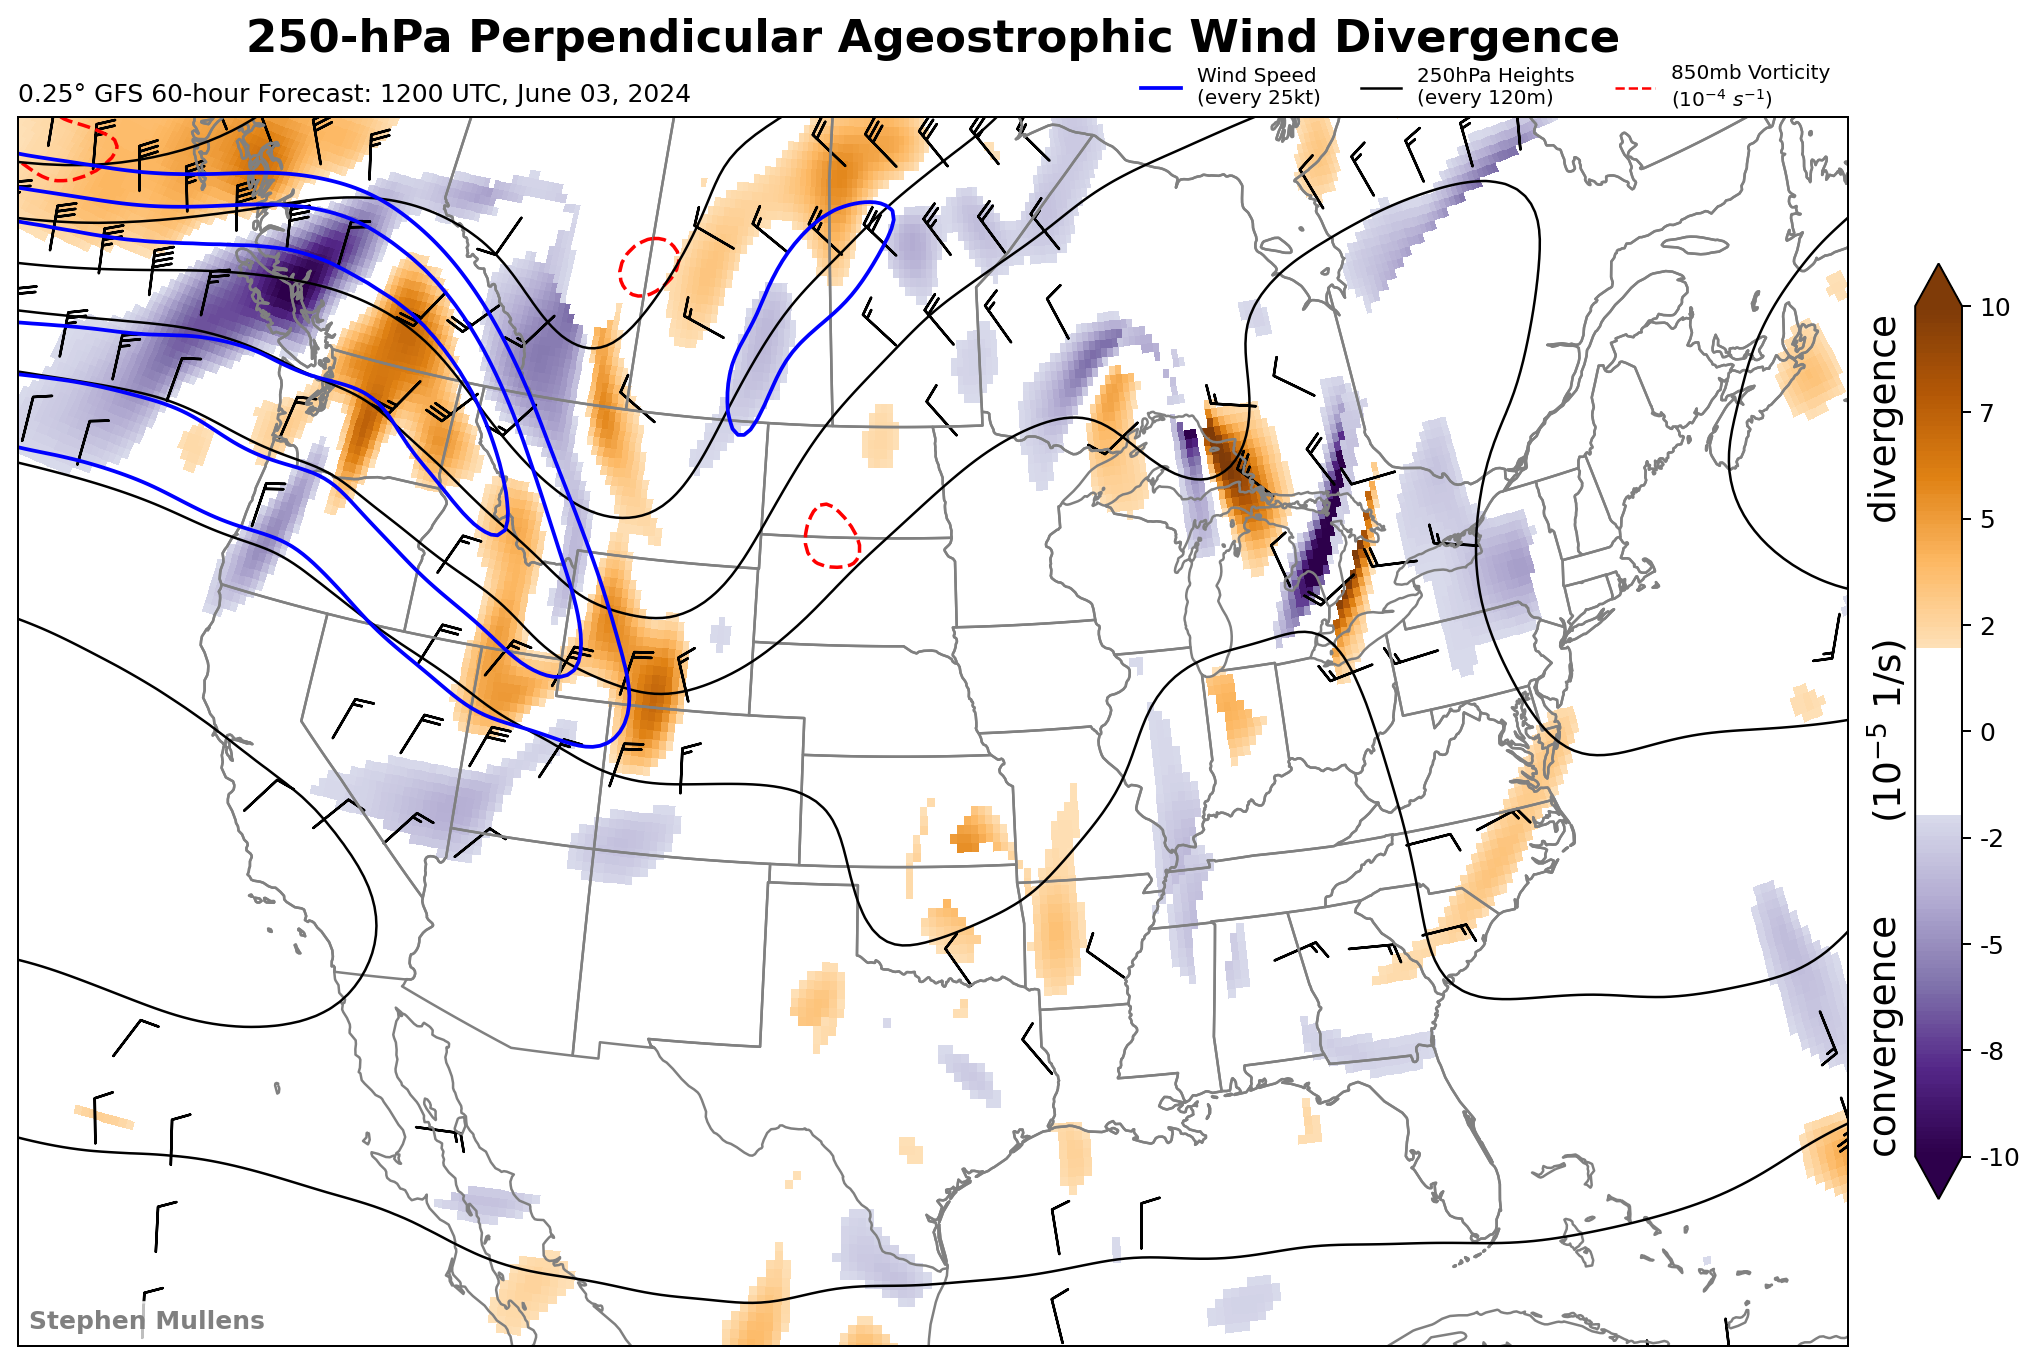 250-hPa Perpendicular Ageostrophic Wind Divergence
0.25° GFS 60-hour Forecast: 1200 UTC, June 03, 2024
Wind Speed
(every 25kt)
250hPa Heights
(every 120m)
850mb Vorticity
(10⁻⁴ s⁻¹)
10
7
5
2
0
-2
-5
-8
-10
convergence (10⁻⁵ 1/s) divergence
Stephen Mullens